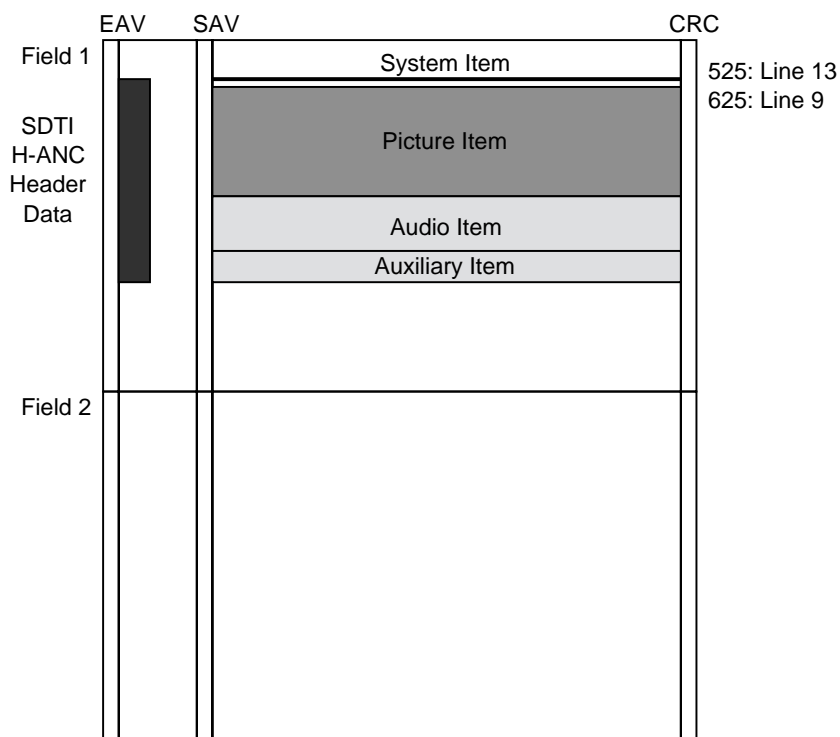 EAV SAV CRC
Field 1
System Item
525: Line 13
625: Line 9
SDTI
H-ANC
Header
Data
Picture Item
Audio Item
Auxiliary Item
Field 2